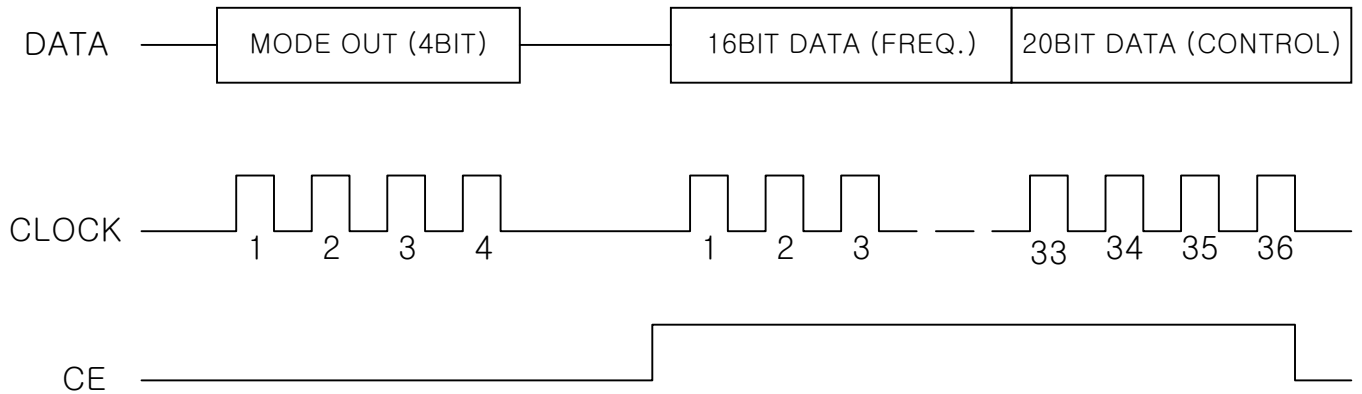 DATA MODE OUT (4BIT) 16BIT DATA (FREQ.) 20BIT DATA (CONTROL)
CLOCK 1 2 3 4 1 2 3 33 34 35 36
CE